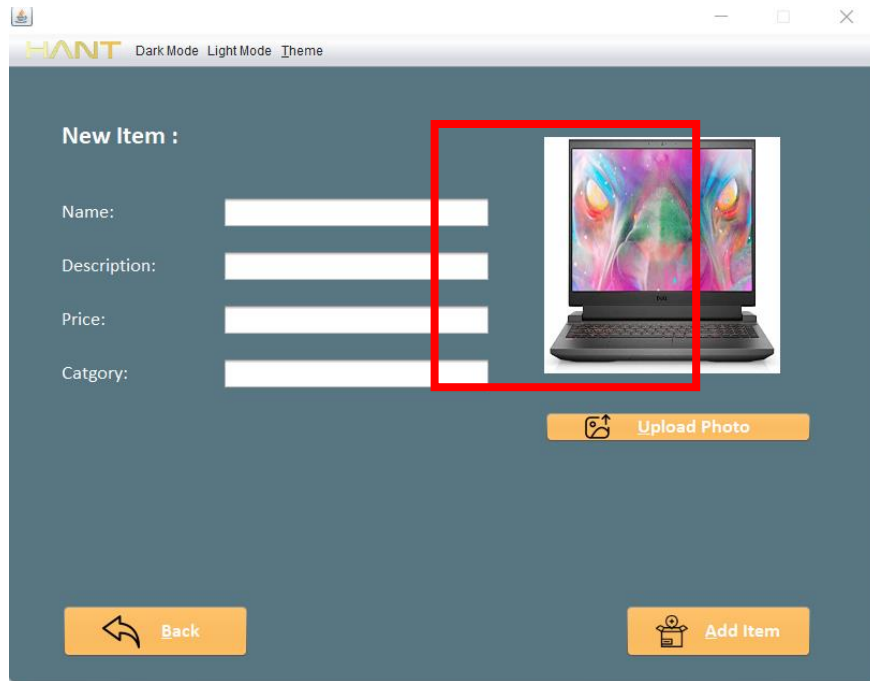 HANT Dark Mode Light Mode Theme
New Item :
Name:
Description:
Price:
Catgory:
Upload Photo
Back
Add Item